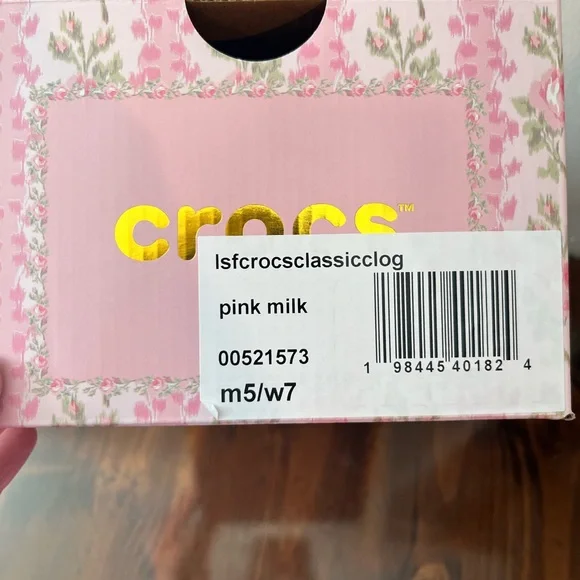 crocs™
lsfcrocsclassicclog
pink milk
00521573
m5/w7
1 98445 40182 4